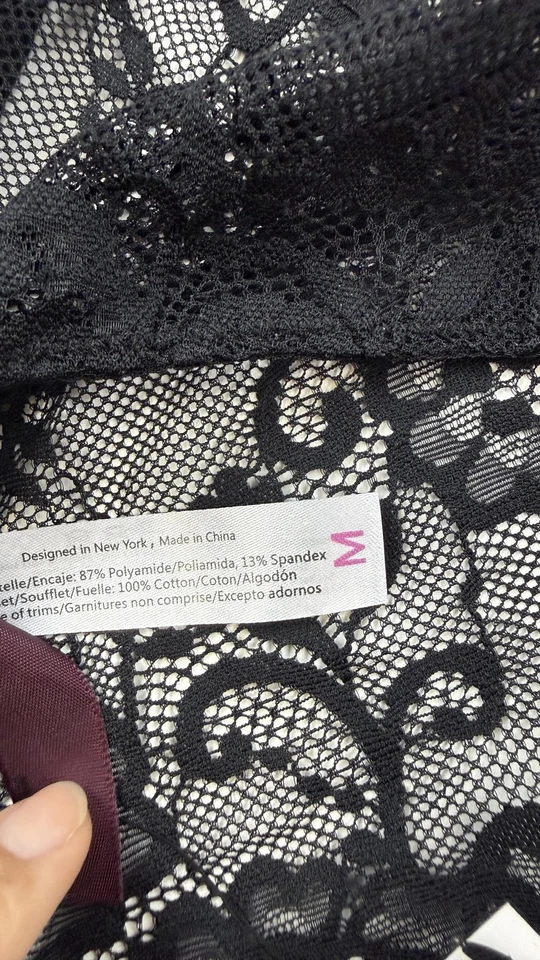 Designed in New York, Made in China
telle/Encaje: 87% Polyamide/Poliamida, 13% Spandex
et/Soufflet/Fuelle: 100% Cotton/Coton/Algodón
e of trims/Garnitures non comprise/Excepto adornos
M